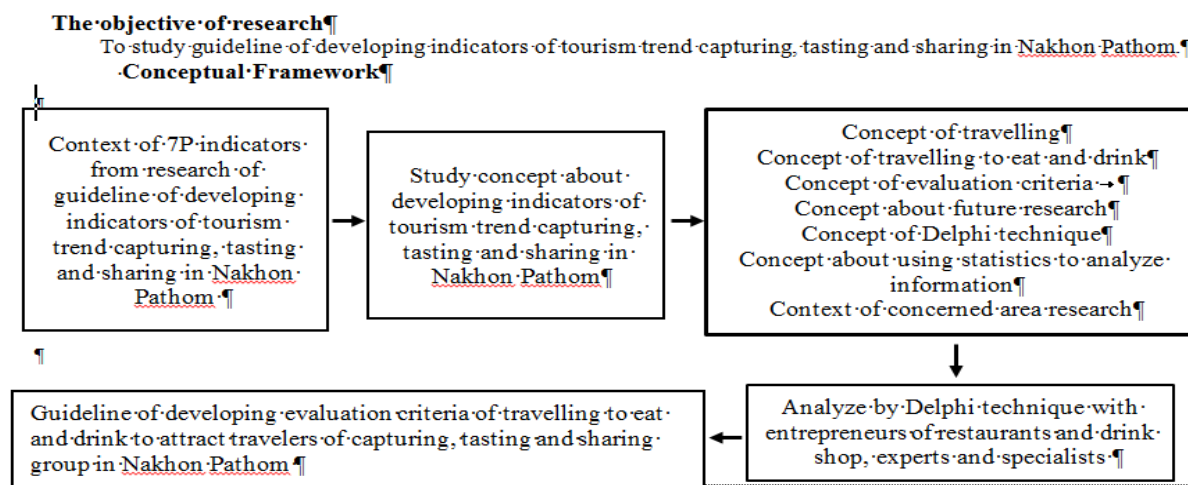 The objective of research
To study guideline of developing indicators of tourism trend capturing, tasting and sharing in Nakhon Pathom.
Conceptual Framework
Context of 7P indicators
from research of
guideline of developing
indicators of tourism
trend capturing, tasting
and sharing in Nakhon
Pathom
Study concept about
developing indicators of
tourism trend capturing,
tasting and sharing in
Nakhon Pathom
Concept of travelling
Concept of travelling to eat and drink
Concept of evaluation criteria
Concept about future research
Concept of Delphi technique
Concept about using statistics to analyze
information
Context of concerned area research
Analyze by Delphi technique with
entrepreneurs of restaurants and drink
shop, experts and specialists
Guideline of developing evaluation criteria of travelling to eat
and drink to attract travelers of capturing, tasting and sharing
group in Nakhon Pathom